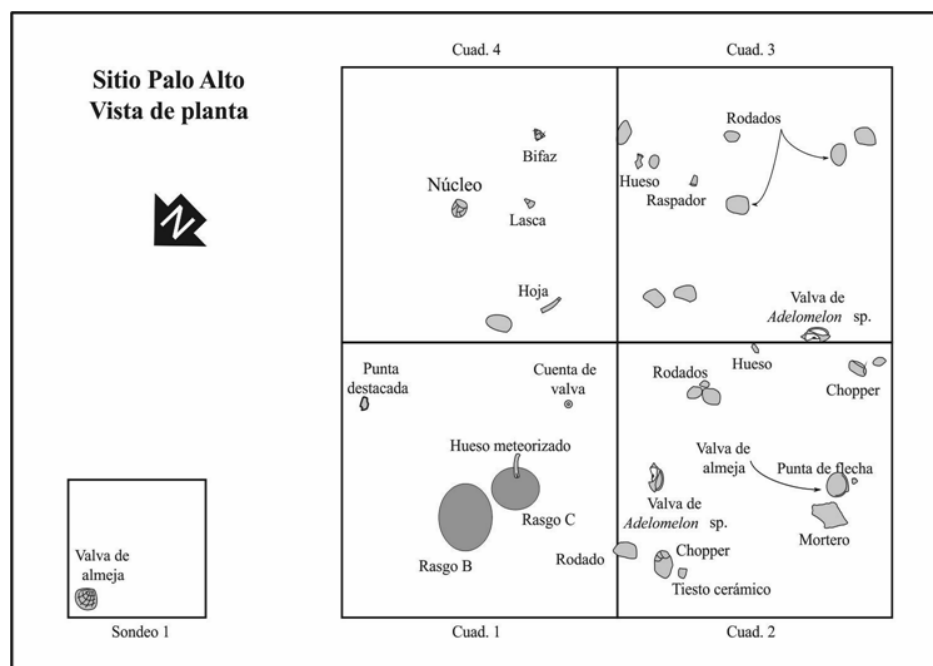 Sitio Palo Alto
Vista de planta
N
Cuad. 4
Cuad. 3
Bifaz
Núcleo
Lasca
Hoja
Rodados
Hueso
Raspador
Valva de
Adelomelon sp.
Punta
destacada
Cuenta de
valva
Hueso meteorizado
Rasgo C
Rasgo B
Hueso
Rodados
Chopper
Valva de
almeja
Punta de flecha
Valva de
Adelomelon sp.
Mortero
Rodado
Chopper
Tiesto cerámico
Valva de
almeja
Sondeo 1
Cuad. 1
Cuad. 2